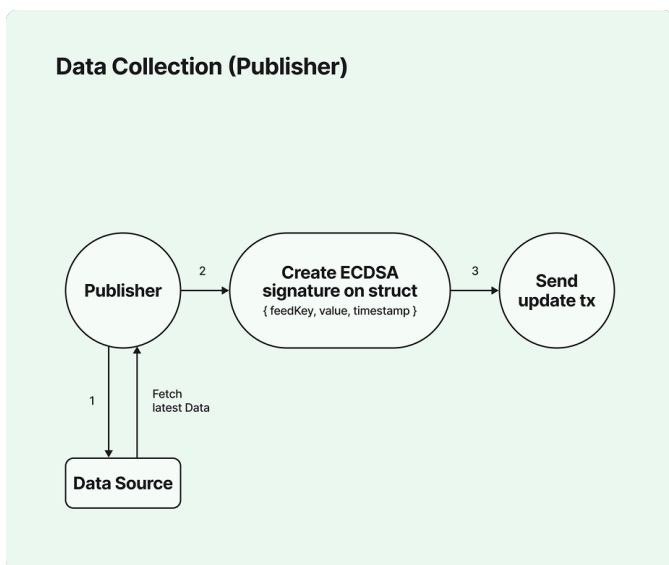 Data Collection (Publisher)
Publisher
2
Create ECDSA
signature on struct
{ feedKey, value, timestamp }
3
Send
update tx
1
Fetch
latest Data
Data Source